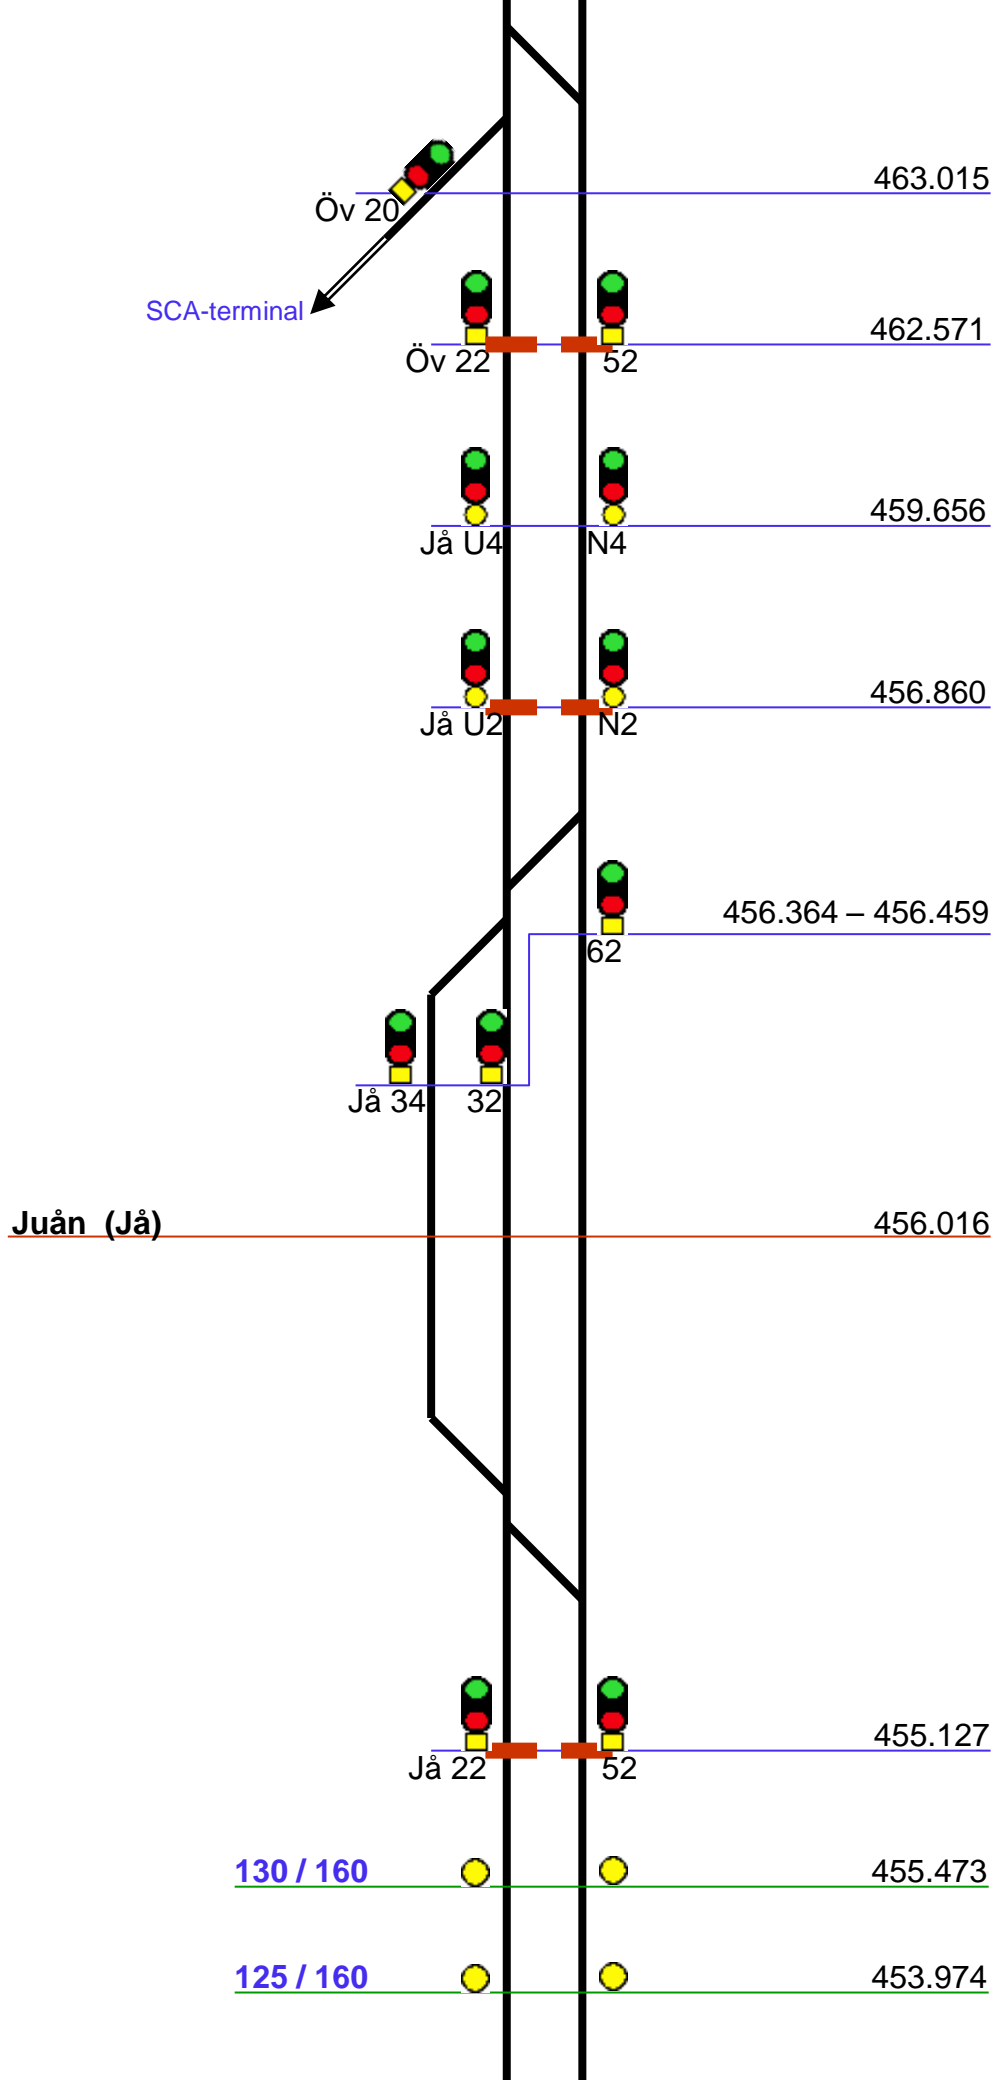 463.015
Öv 20
SCA-terminal
462.571
Öv 22 52
459.656
Jå U4 N4
456.860
Jå U2 N2
456.364 – 456.459
62
Jå 34 32
Juån (Jå) 456.016
455.127
Jå 22 52
130 / 160 455.473
125 / 160 453.974